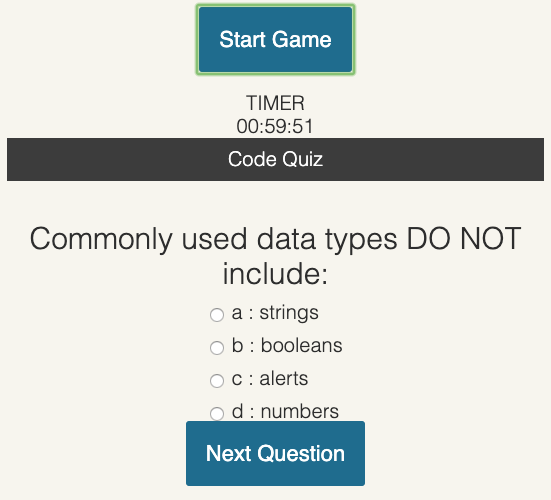 Start Game
TIMER
00:59:51
Code Quiz
Commonly used data types DO NOT
include:
a : strings
b : booleans
c : alerts
d : numbers
Next Question